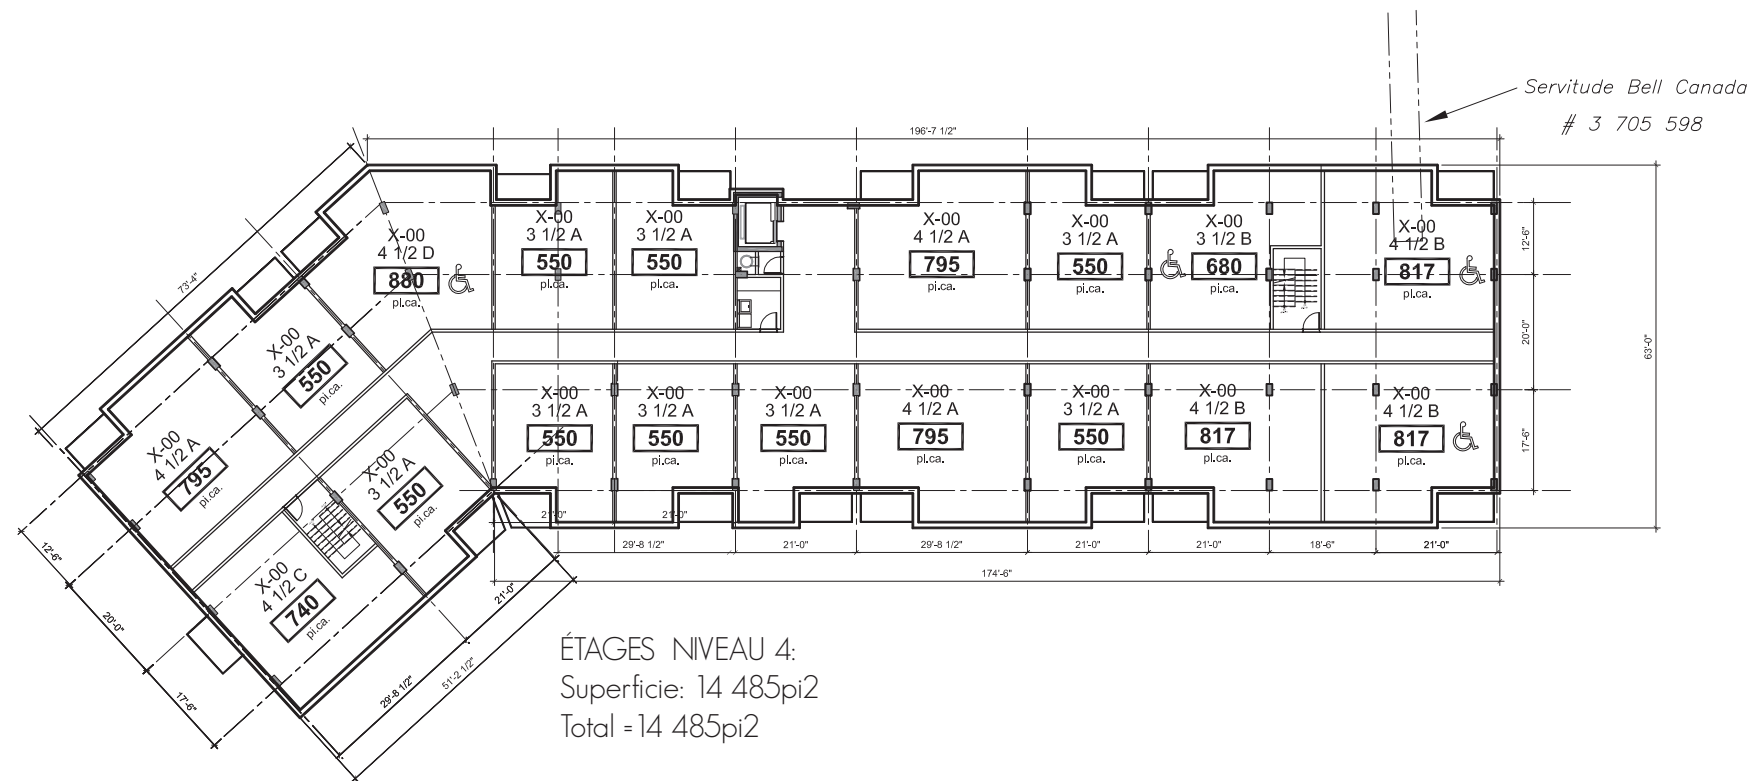 Servitude Bell Canada
# 3 705 598
196'-7 1/2"
73'-4"
X-00
4 1/2 D
880
pi.ca.
X-00
3 1/2 A
550
pi.ca.
X-00
3 1/2 A
550
pi.ca.
X-00
4 1/2 A
795
pi.ca.
X-00
3 1/2 A
550
pi.ca.
X-00
3 1/2 B
680
pi.ca.
X-00
4 1/2 B
817
pi.ca.
12'-6"
20'-0"
17'-6"
63'-0"
X-00
3 1/2 A
550
pi.ca.
X-00
4 1/2 A
795
pi.ca.
X-00
3 1/2 A
550
pi.ca.
X-00
4 1/2 C
740
pi.ca.
X-00
3 1/2 A
550
pi.ca.
X-00
3 1/2 A
550
pi.ca.
X-00
3 1/2 A
550
pi.ca.
X-00
4 1/2 A
795
pi.ca.
X-00
3 1/2 A
550
pi.ca.
X-00
4 1/2 B
817
pi.ca.
X-00
4 1/2 B
817
pi.ca.
21'-0"
21'-0"
29'-8 1/2"
21'-0"
29'-8 1/2"
21'-0"
21'-0"
18'-6"
21'-0"
174'-6"
12'-6"
20'-0"
17'-6"
29'-8 1/2"
51'-2 1/2"
21'-0"
ÉTAGES NIVEAU 4:
Superficie: 14 485pi2
Total =14 485pi2